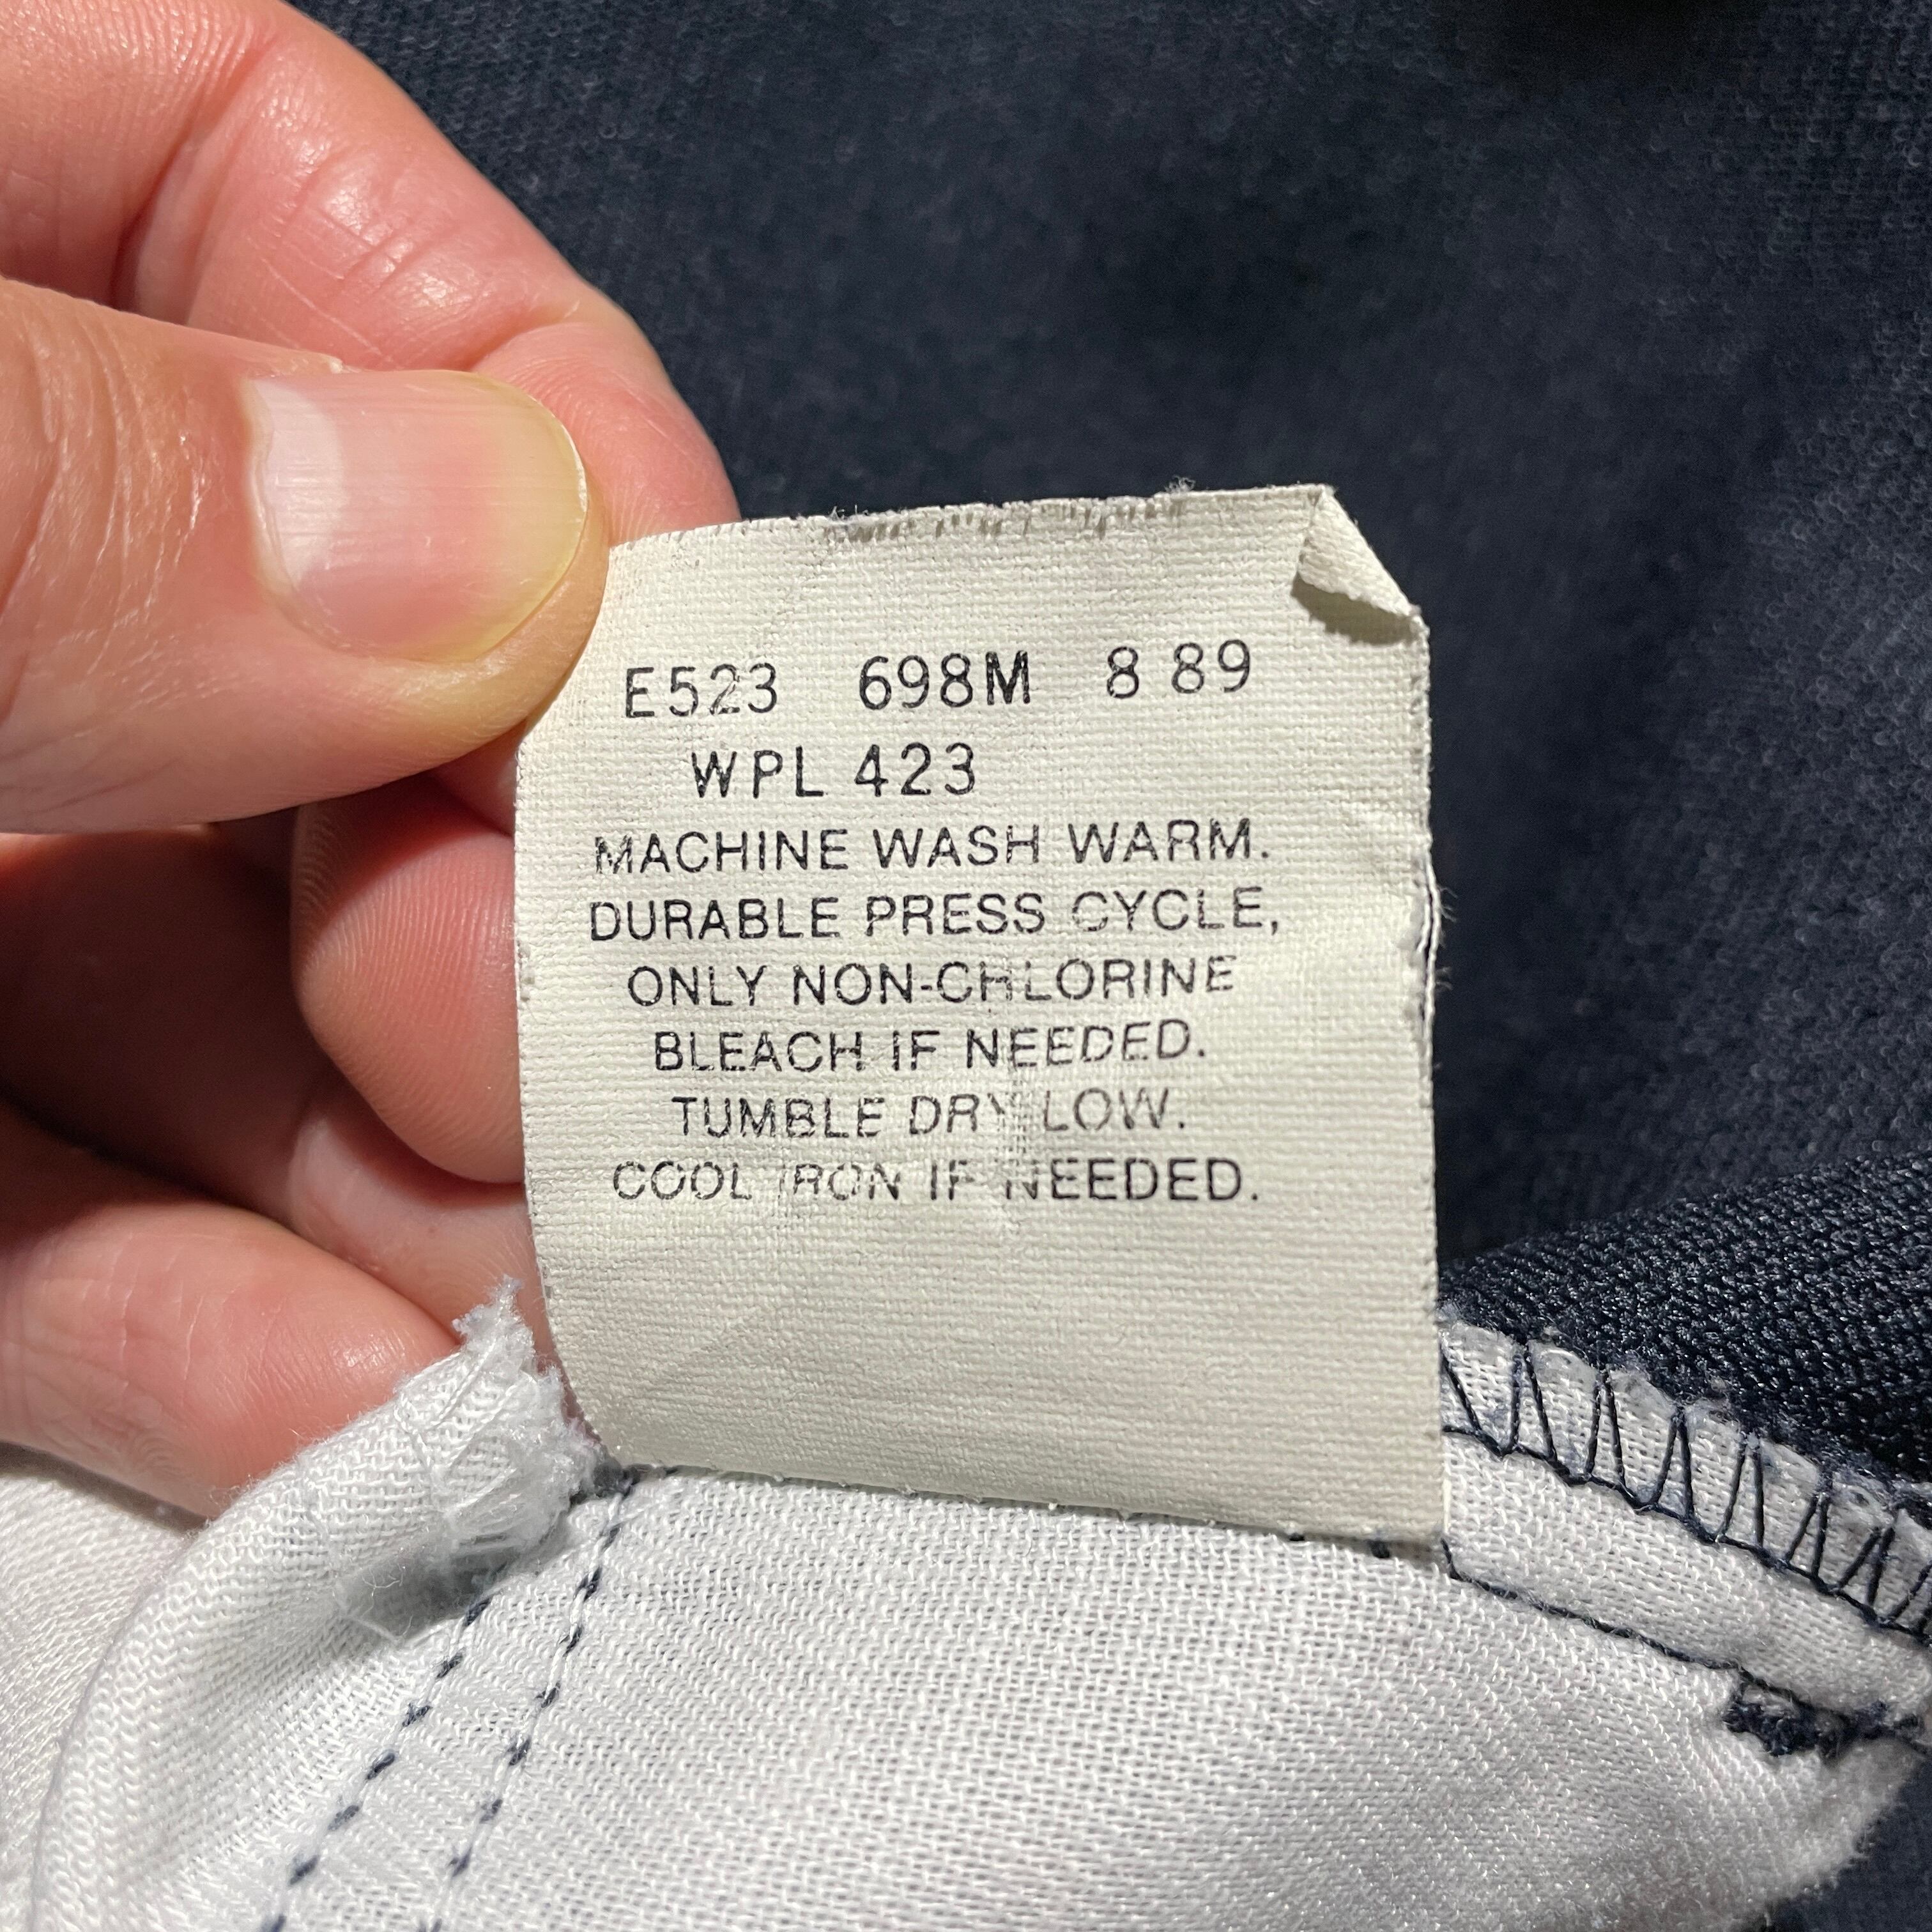 E523 698M 8 89
WPL 423
MACHINE WASH WARM.
DURABLE PRESS CYCLE,
ONLY NON-CHLORINE
BLEACH IF NEEDED.
TUMBLE DRY LOW.
COOL IRON IF NEEDED.